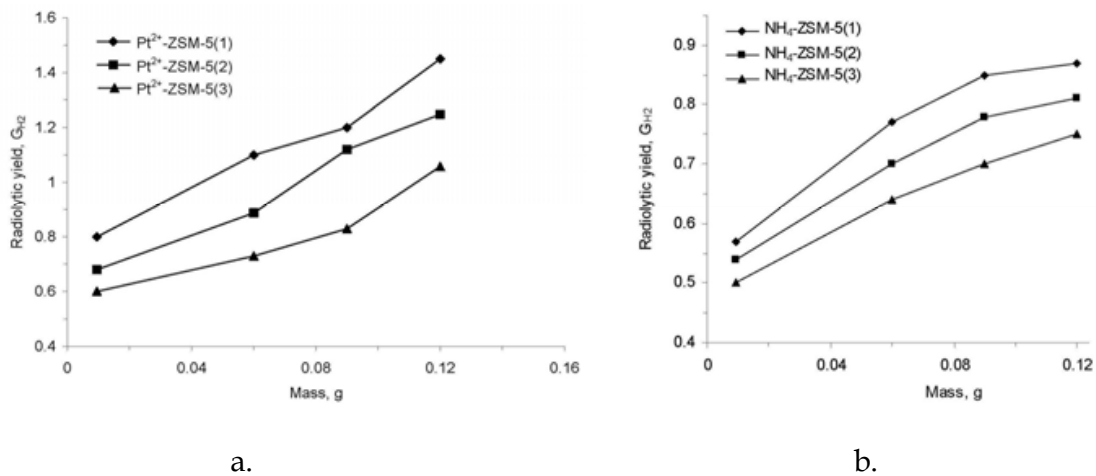 1.6
1.4
1.2
1
0.8
0.6
0.4
Radiolytic yield, G_H2
Pt²⁺-ZSM-5(1)
Pt²⁺-ZSM-5(2)
Pt²⁺-ZSM-5(3)
0 0.04 0.08 0.12 0.16
Mass, g
a.
0.9
0.8
0.7
0.6
0.5
0.4
Radiolytic yield, G_H2
NH₄-ZSM-5(1)
NH₄-ZSM-5(2)
NH₄-ZSM-5(3)
0 0.04 0.08 0.12
Mass, g
b.